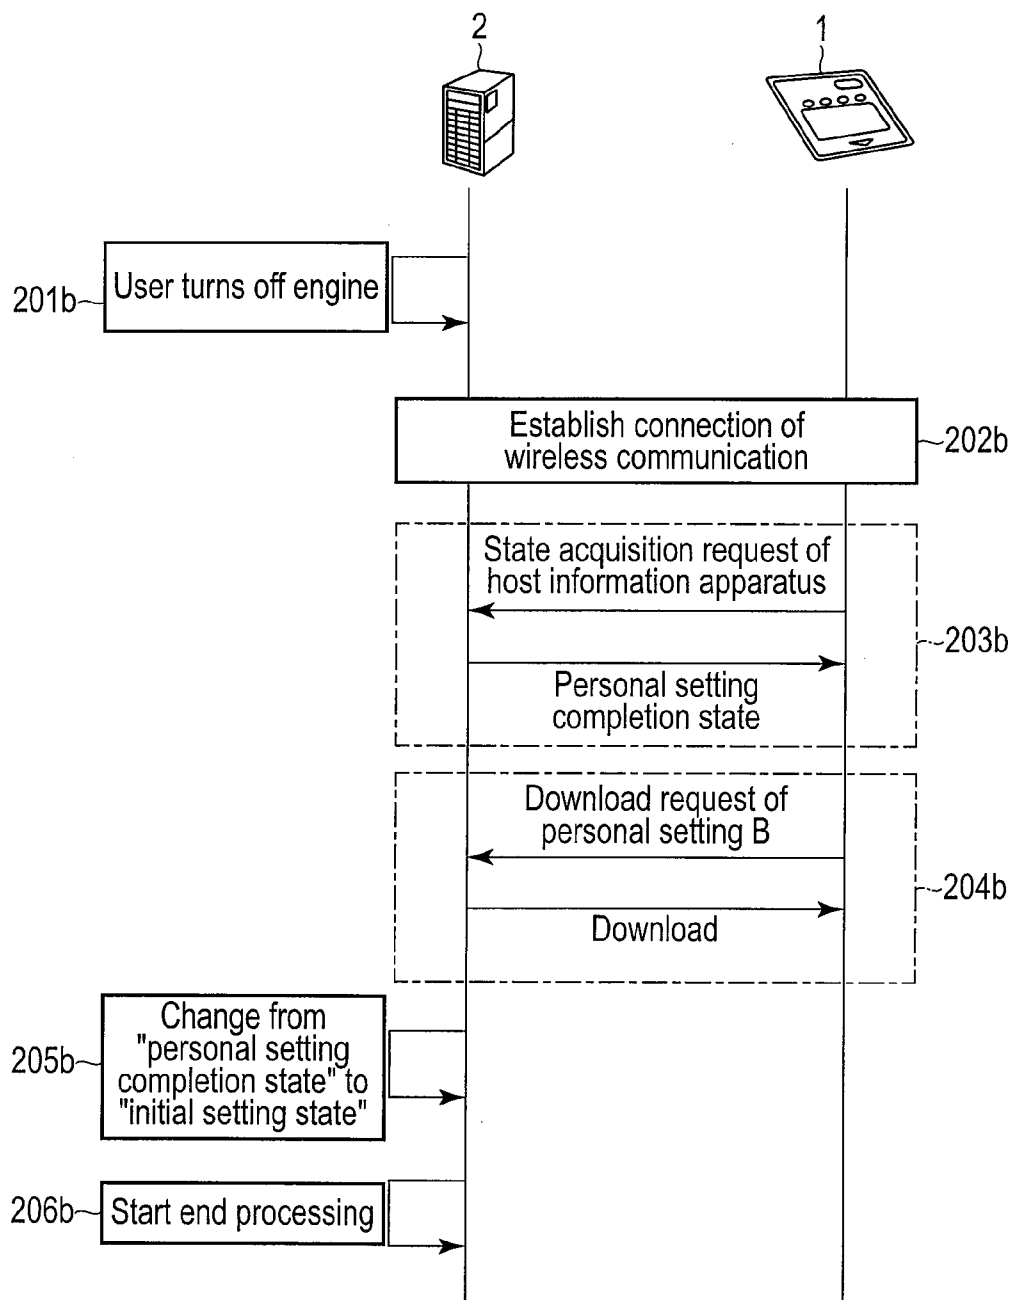 2
1
User turns off engine
201b
Establish connection of
wireless communication
202b
State acquisition request of
host information apparatus
203b
Personal setting
completion state
Download request of
personal setting B
204b
Download
Change from
"personal setting
completion state" to
"initial setting state"
205b
Start end processing
206b